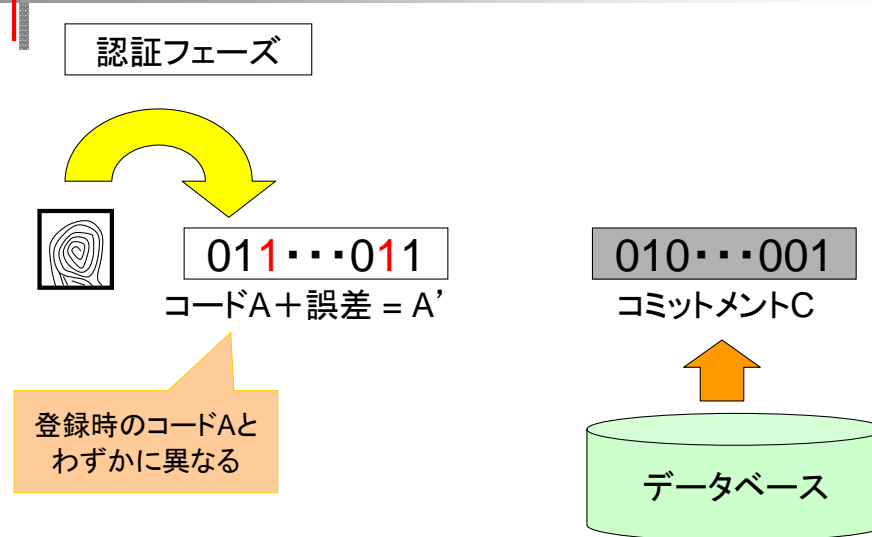 認証フェーズ
011・・・011
010・・・001
コードA＋誤差 = A’
コミットメントC
登録時のコードAと
わずかに異なる
データベース